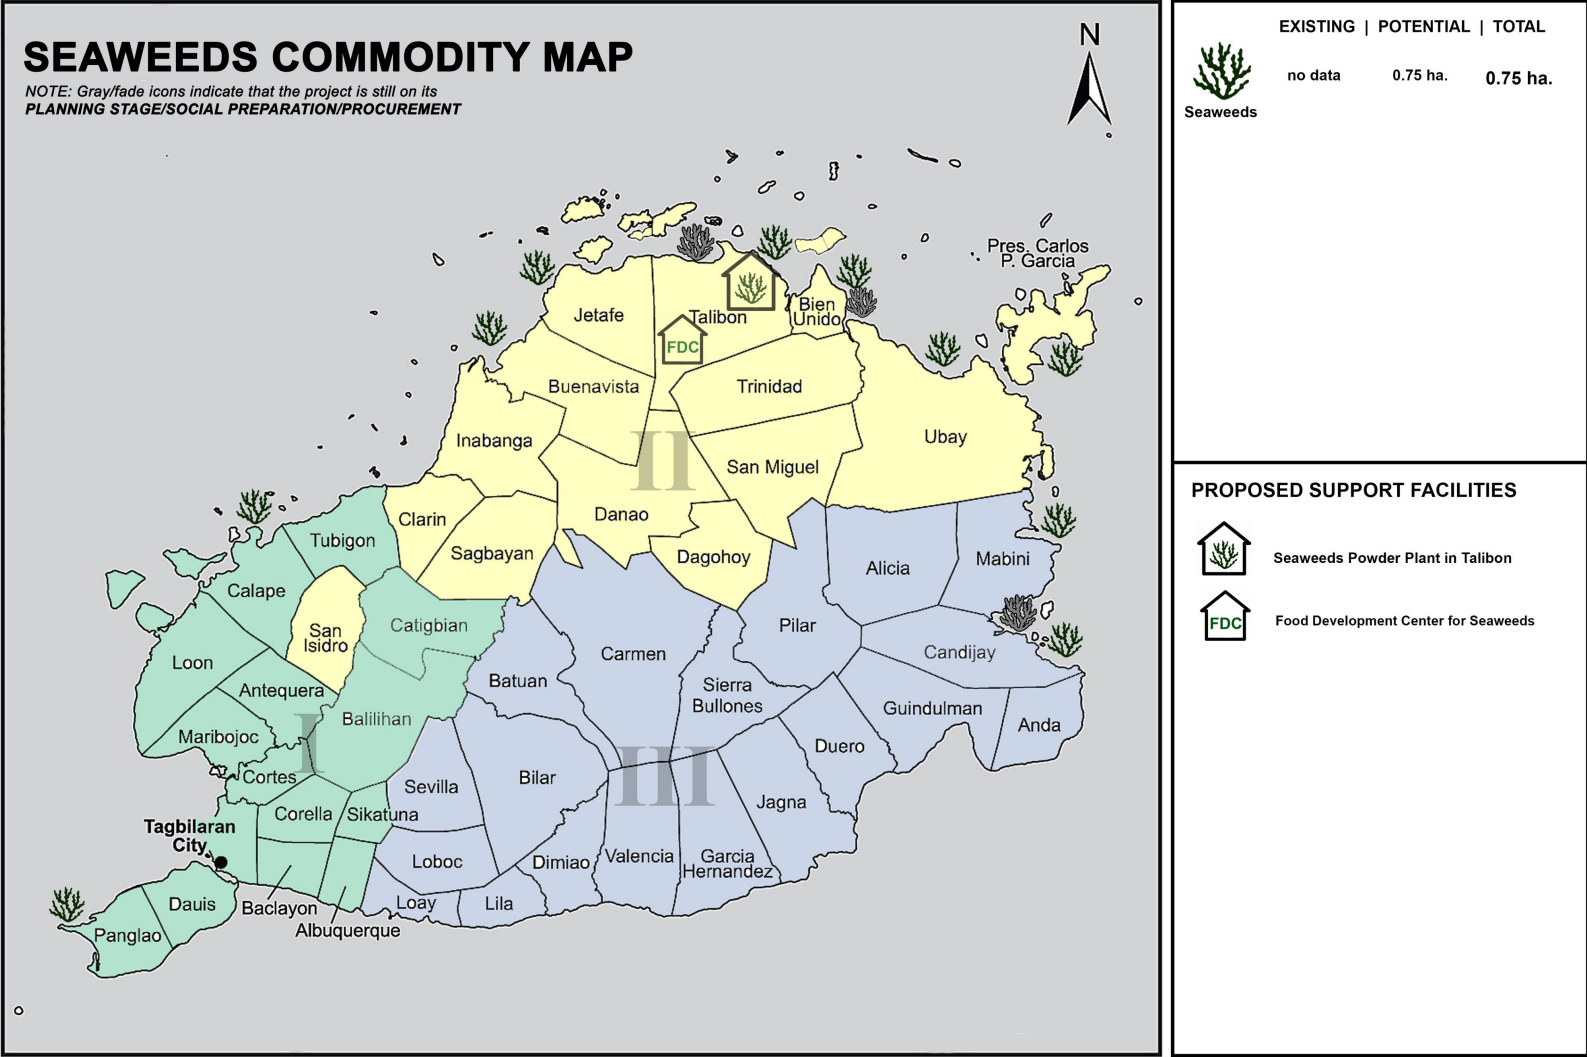 SEAWEEDS COMMODITY MAP
NOTE: Gray/fade icons indicate that the project is still on its
PLANNING STAGE/SOCIAL PREPARATION/PROCUREMENT
N
Pres. Carlos
P. Garcia
Jetafe
Talibon
Bien
Unido
FDC
Buenavista
Trinidad
Inabanga
Ubay
II
San Miguel
Clarin
Danao
Tubigon
Sagbayan
Dagohoy
Mabini
Alicia
Calape
San
Isidro
Catigbian
Pilar
Carmen
Candijay
Loon
Batuan
Sierra
Bullones
Antequera
Guindulman
Anda
Balilihan
I
Maribojoc
Duero
III
Cortes
Bilar
Sevilla
Jagna
Corella
Sikatuna
Tagbilaran
City
Loboc
Dimiao
Valencia
Garcia
Hernandez
Dauis
Baclayon
Loay
Lila
Albuquerque
Panglao
EXISTING | POTENTIAL | TOTAL
no data 0.75 ha. 0.75 ha.
Seaweeds
PROPOSED SUPPORT FACILITIES
Seaweeds Powder Plant in Talibon
FDC Food Development Center for Seaweeds